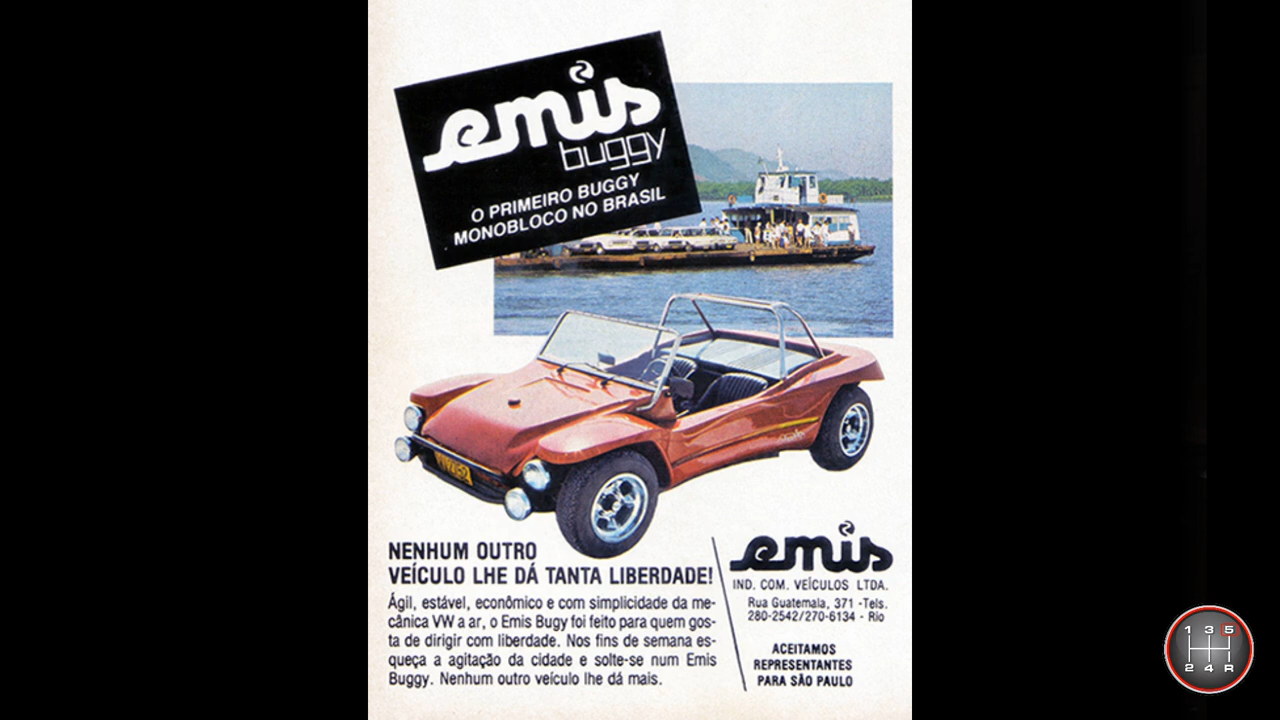 emis
buggy
O PRIMEIRO BUGGY
MONOBLOCO NO BRASIL
NENHUM OUTRO
VEÍCULO LHE DÁ TANTA LIBERDADE!
Ágil, estável, econômico e com simplicidade da me-
cânica VW a ar, o Emis Bugy foi feito para quem gos-
ta de dirigir com liberdade. Nos fins de semana es-
queça a agitação da cidade e solte-se num Emis
Buggy. Nenhum outro veículo lhe dá mais.
emis
IND. COM. VEÍCULOS LTDA.
Rua Guatemala, 371 -Tels.
280-2542/270-6134 - Rio
ACEITAMOS
REPRESENTANTES
PARA SÃO PAULO
1 3 5
2 4 R